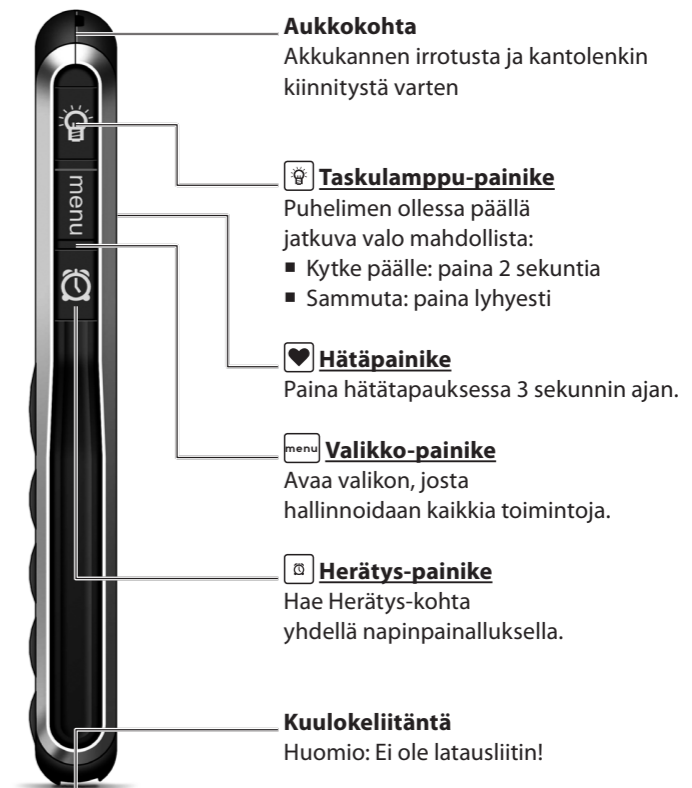 Aukkokohta
Akkukannen irrotusta ja kantolenkin
kiinnitystä varten
Taskulamppu-painike
Puhelimen ollessa päällä
jatkuva valo mahdollista:
▪ Kytke päälle: paina 2 sekuntia
▪ Sammuta: paina lyhyesti
menu
Hätäpainike
Paina hätätapauksessa 3 sekunnin ajan.
menu Valikko-painike
Avaa valikon, josta
hallinnoidaan kaikkia toimintoja.
Herätys-painike
Hae Herätys-kohta
yhdellä napinpainalluksella.
Kuulokeliitäntä
Huomio: Ei ole latausliitin!